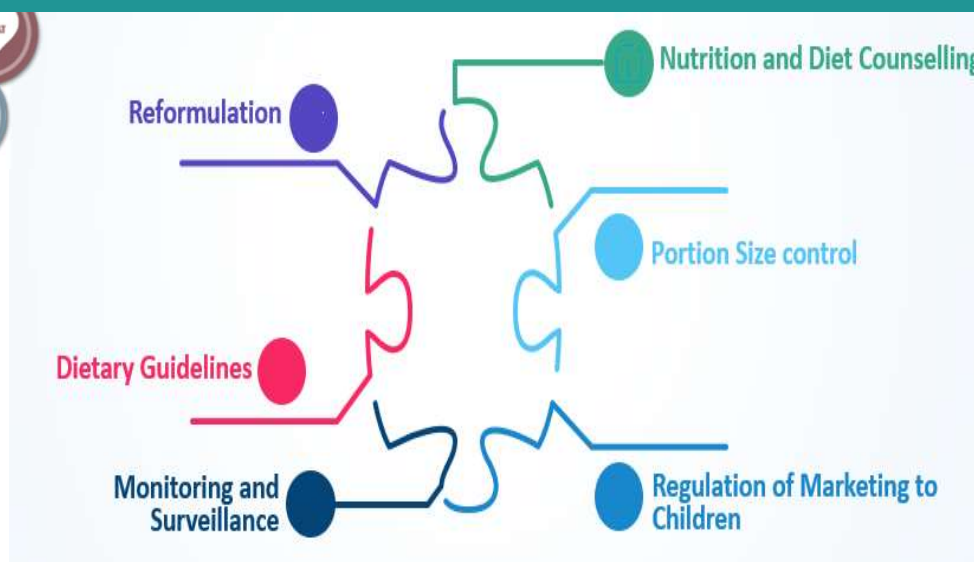 Nutrition and Diet Counselling
Reformulation
Portion Size control
Dietary Guidelines
Monitoring and
Surveillance
Regulation of Marketing to
Children